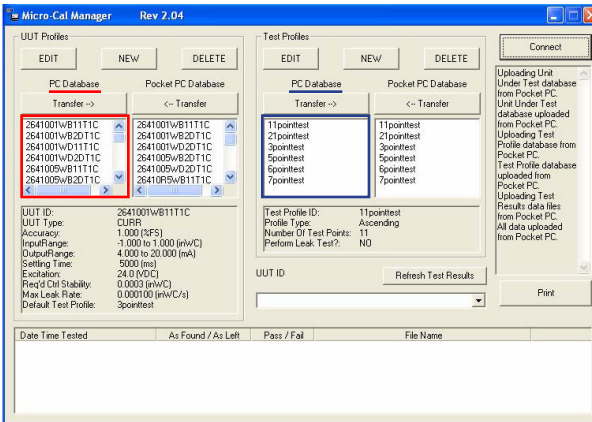 Micro-Cal Manager Rev 2.04
UUT Profiles
EDIT NEW DELETE
PC Database Pocket PC Database
Transfer --> <-- Transfer
2641001WB11T1C
2641001WB2DT1C
2641001WD11T1C
2641001WD2DT1C
2641005WB11T1C
2641005WB2DT1C
2641001WB11T1C
2641001WB2DT1C
2641001WD2DT1C
2641005WB2DT1C
2641005WD2DT1C
26410R5WB11T1C
UUT ID: 2641001WB11T1C
UUT Type: CURR
Accuracy: 1.000 (%FS)
InputRange: -1.000 to 1.000 (inWC)
OutputRange: 4.000 to 20.000 (mA)
Settling Time: 5000 (ms)
Excitation: 24.0 (VDC)
Req'd Ctrl Stability: 0.0003 (inWC)
Max Leak Rate: 0.000100 (inWC/s)
Default Test Profile: 3pointtest
Test Profiles
EDIT NEW DELETE
PC Database Pocket PC Database
Transfer --> <-- Transfer
11pointtest
21pointtest
3pointtest
5pointtest
6pointtest
7pointtest
11pointtest
21pointtest
3pointtest
5pointtest
6pointtest
7pointtest
Test Profile ID: 11pointtest
Profile Type: Ascending
Number Of Test Points: 11
Perform Leak Test?: NO
UUT ID Refresh Test Results
Connect
Uploading Unit
Under Test database
from Pocket PC.
Unit Under Test
database uploaded
from Pocket PC.
Uploading Test
Profile database from
Pocket PC.
Test Profile database
uploaded from
Pocket PC.
Uploading Test
Results data files
from Pocket PC.
All data uploaded
from Pocket PC.
Print
Date Time Tested As Found / As Left Pass / Fail File Name